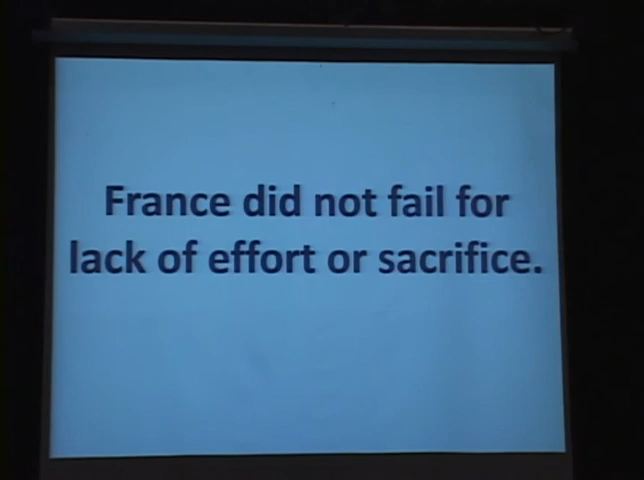 France did not fail for
lack of effort or sacrifice.